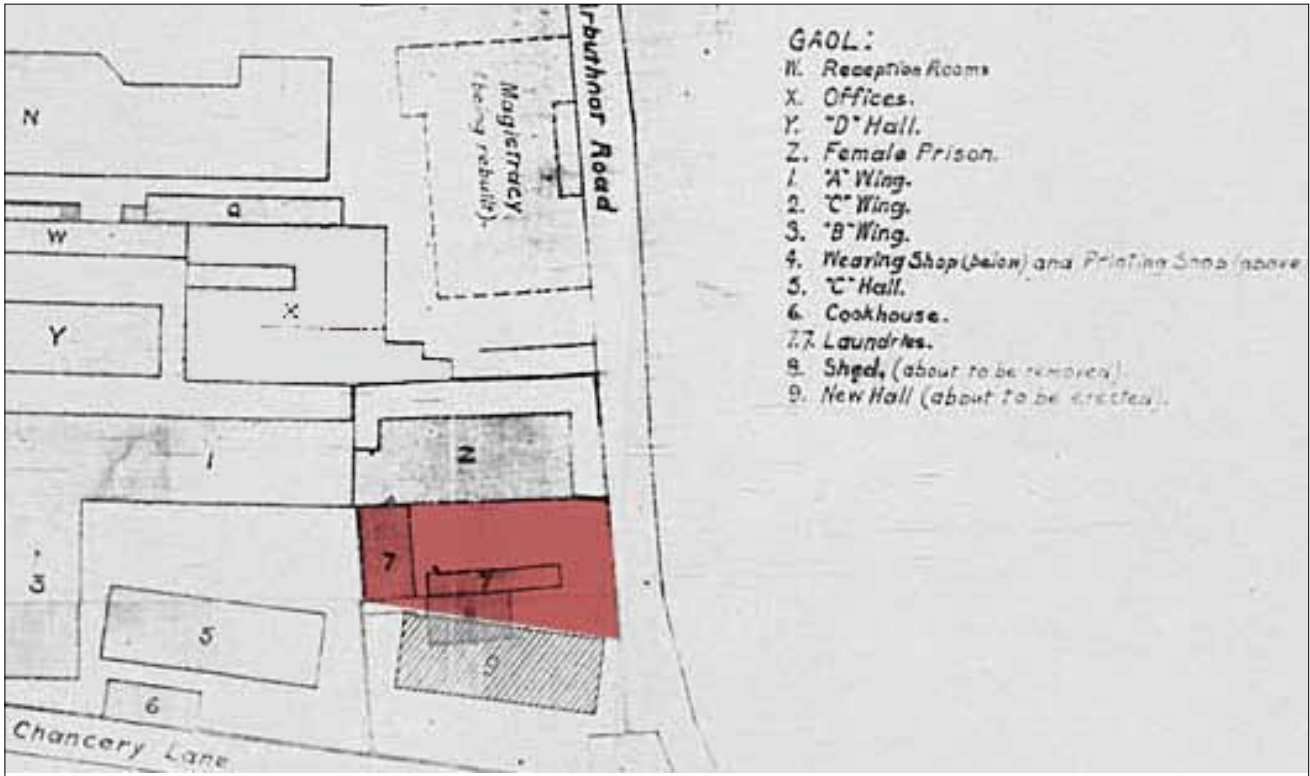 GAOL:
W. Reception Rooms
X. Offices.
Y. "D" Hall.
Z. Female Prison.
1. "A" Wing.
2. "C" Wing.
3. "B" Wing.
4. Weaving Shop (below) and Printing Shop (above
5. "C" Hall.
6. Cookhouse.
7.7. Laundries.
8. Shed, (about to be removed).
9. New Hall (about to be erected).
rbuthnot Road
Magistracy
(being rebuilt).
N
a
W
X
Y
1
Z
7
7
3
5
9
6
Chancery Lane